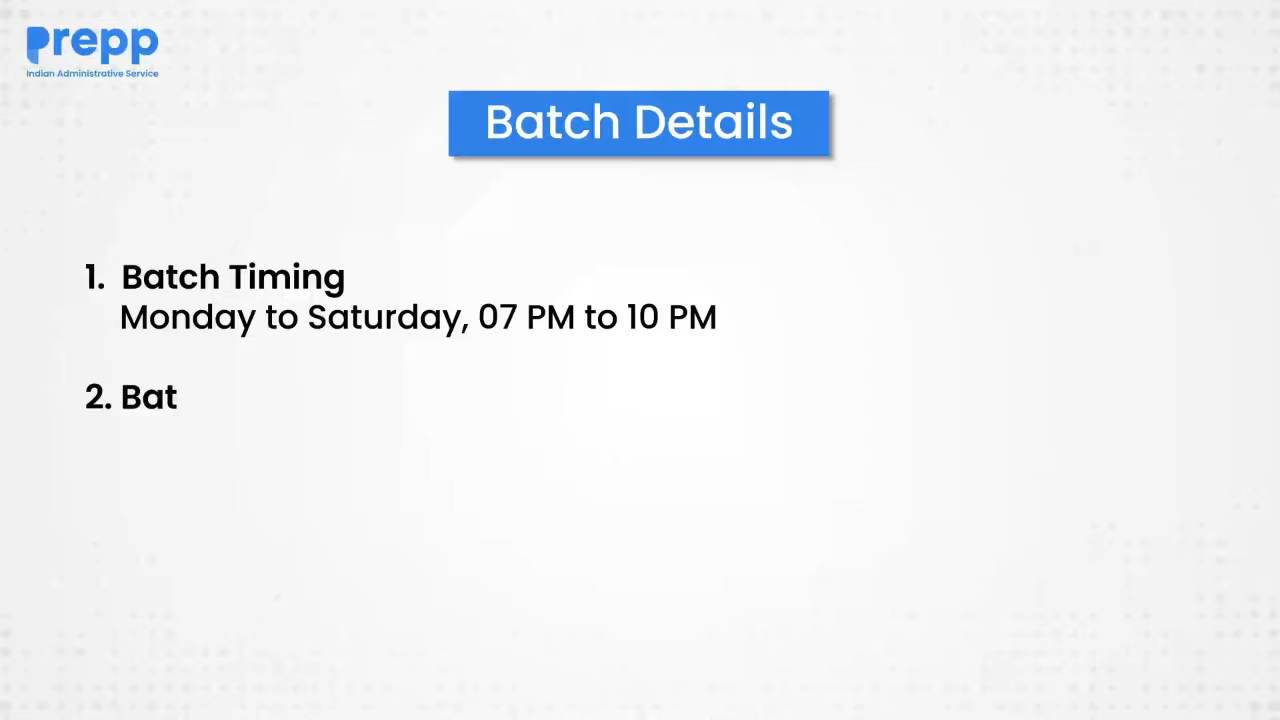 Prepp
Indian Administrative Service
Batch Details
1. Batch Timing
Monday to Saturday, 07 PM to 10 PM
2. Bat